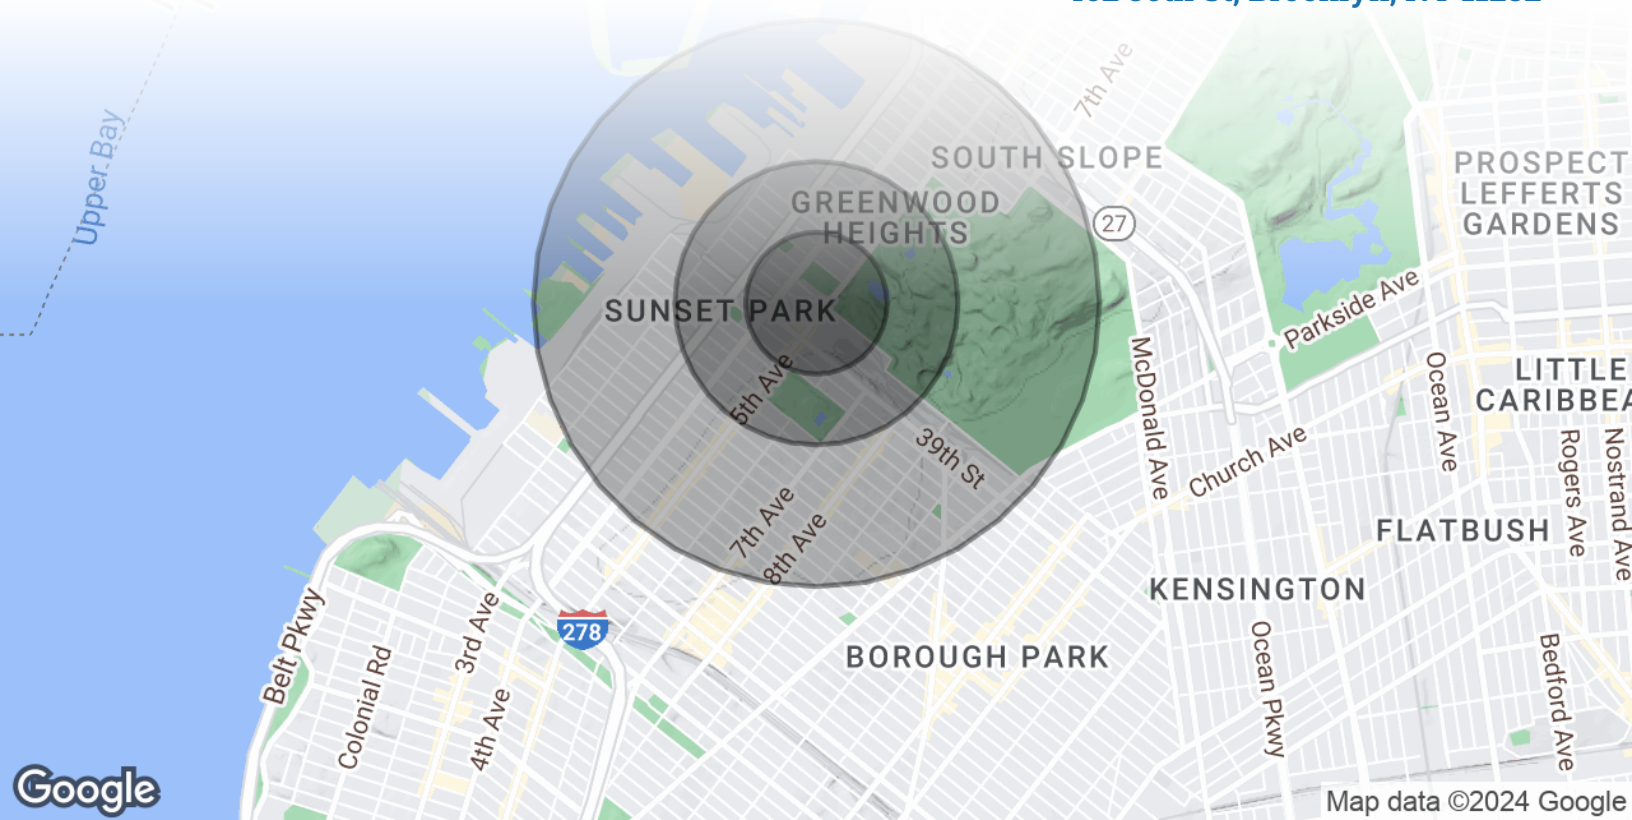 7th Ave
Upper Bay
SOUTH SLOPE
PROSPECT
LEFFERTS
GARDENS
GREENWOOD
HEIGHTS
27
SUNSET PARK
Parkside Ave
McDonald Ave
Ocean Ave
LITTLE
CARIBBEA
5th Ave
39th St
Church Ave
Rogers Ave
Nostrand Ave
7th Ave
8th Ave
FLATBUSH
KENSINGTON
Belt Pkwy
3rd Ave
278
BOROUGH PARK
Ocean Pkwy
Bedford Ave
Colonial Rd
4th Ave
Google
Map data ©2024 Google